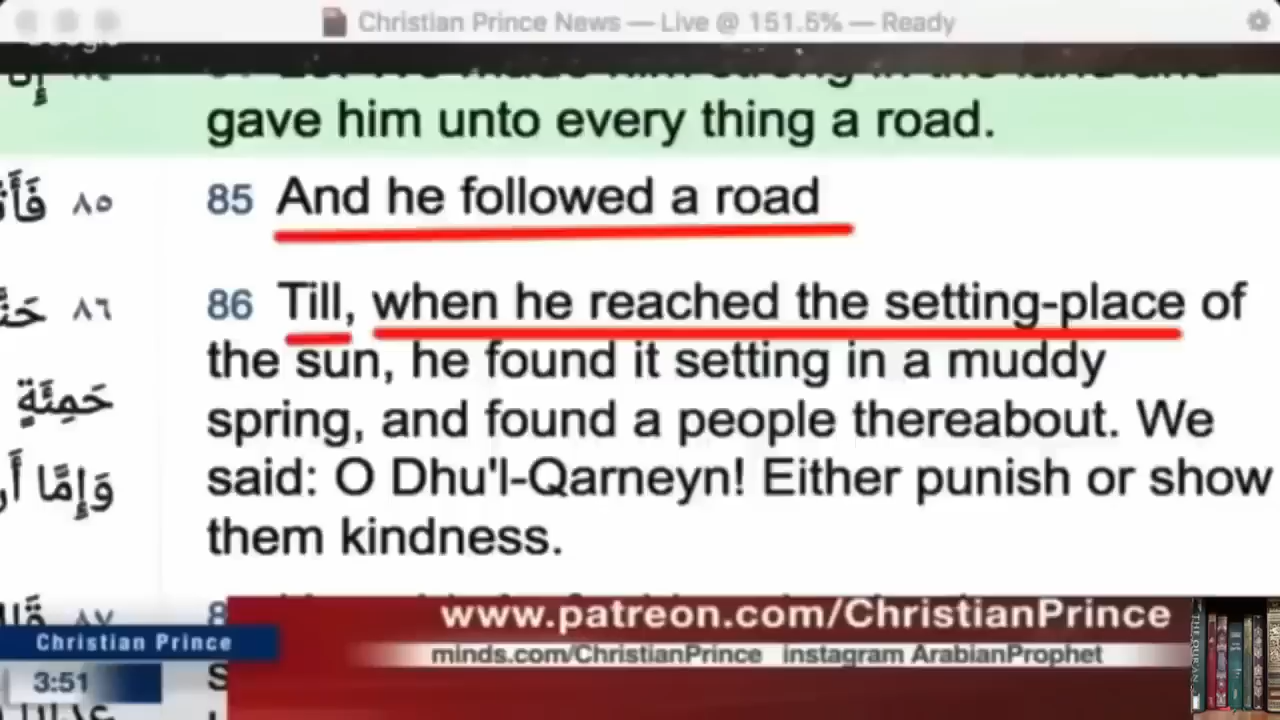 Christian Prince News — Live @ 151.5% — Ready
gave him unto every thing a road.
٨٥
85 And he followed a road
٨٦
86 Till, when he reached the setting-place of
the sun, he found it setting in a muddy
حَمِئَةٍ
spring, and found a people thereabout. We
said: O Dhu'l-Qarneyn! Either punish or show
وَإِمَّا
them kindness.
٨٧
www.patreon.com/ChristianPrince
Christian Prince
minds.com/ChristianPrince instagram ArabianProphet
3:51